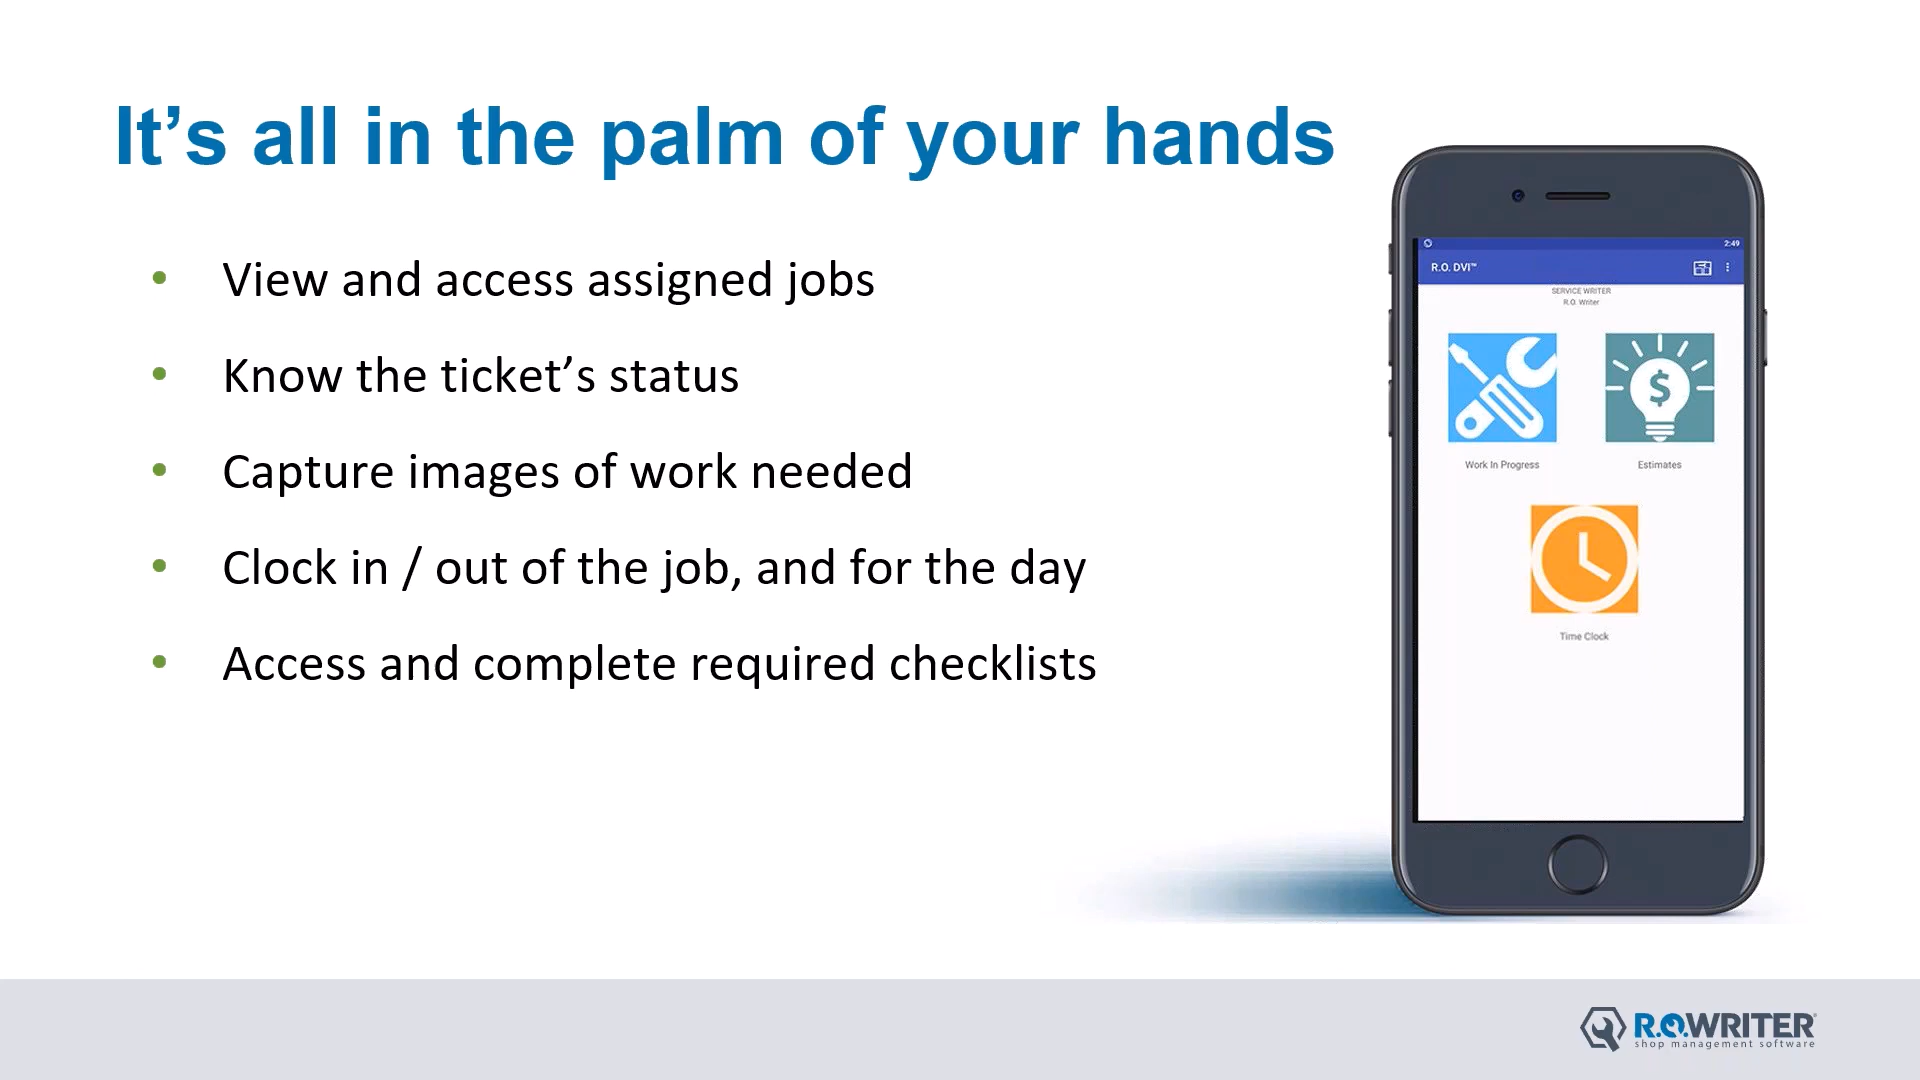 It’s all in the palm of your hands
• View and access assigned jobs
• Know the ticket’s status
• Capture images of work needed
• Clock in / out of the job, and for the day
• Access and complete required checklists
2:49
R.O. DVI™
SERVICE WRITER
R.O. Writer
Work In Progress
Estimates
$
Time Clock
R.O.WRITER
shop management software